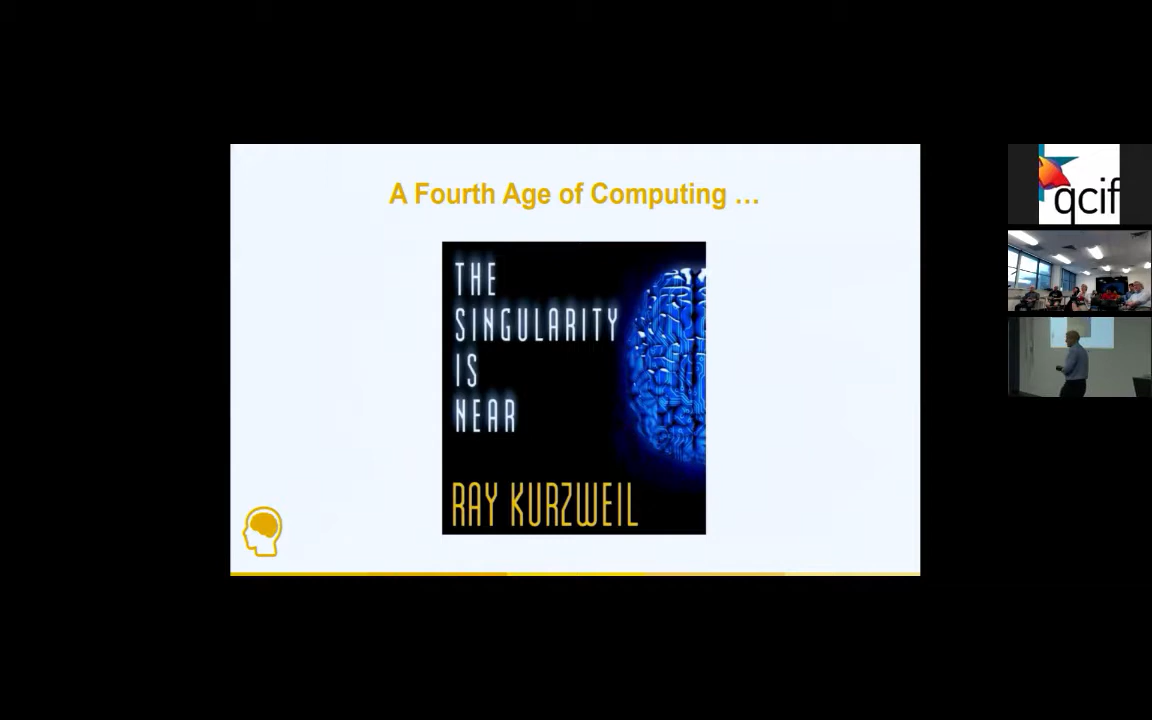 A Fourth Age of Computing ...
THE
SINGULARITY
IS
NEAR
RAY KURZWEIL
qcif